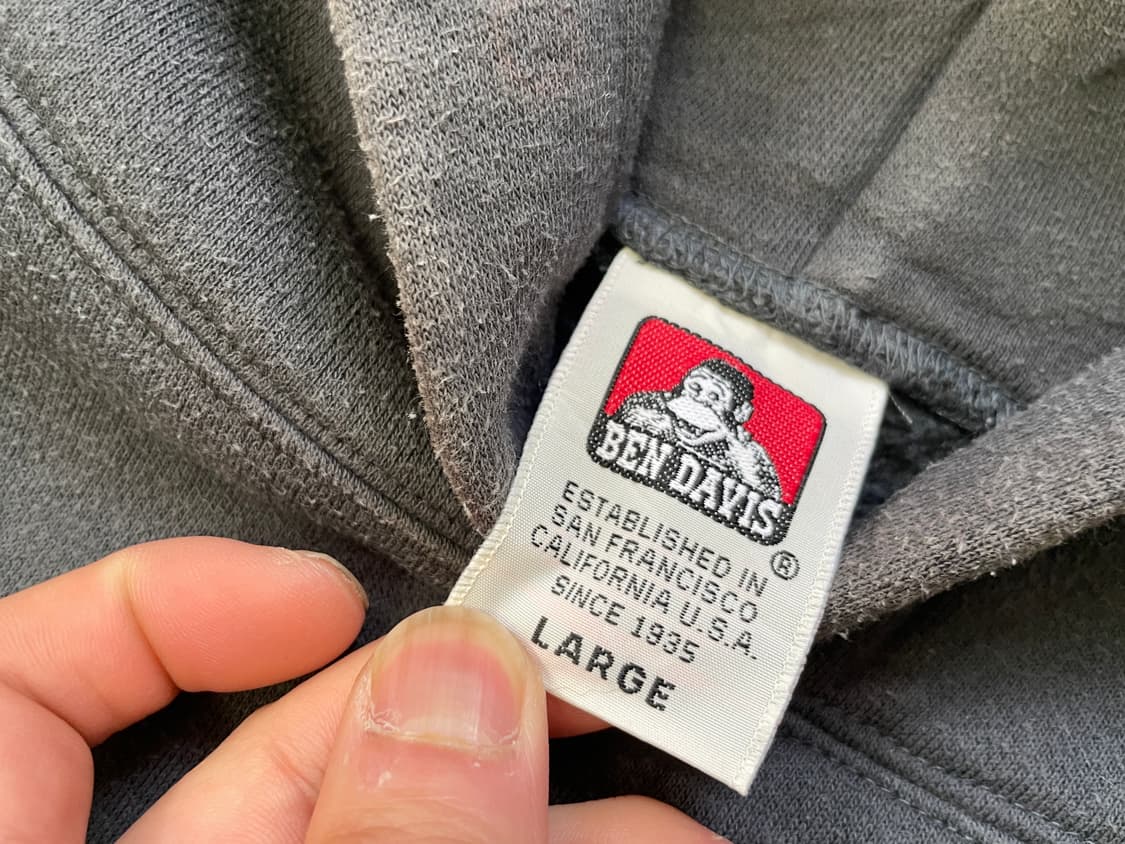 BEN DAVIS
®
ESTABLISHED IN
SAN FRANCISCO
CALIFORNIA U.S.A.
SINCE 1935
LARGE